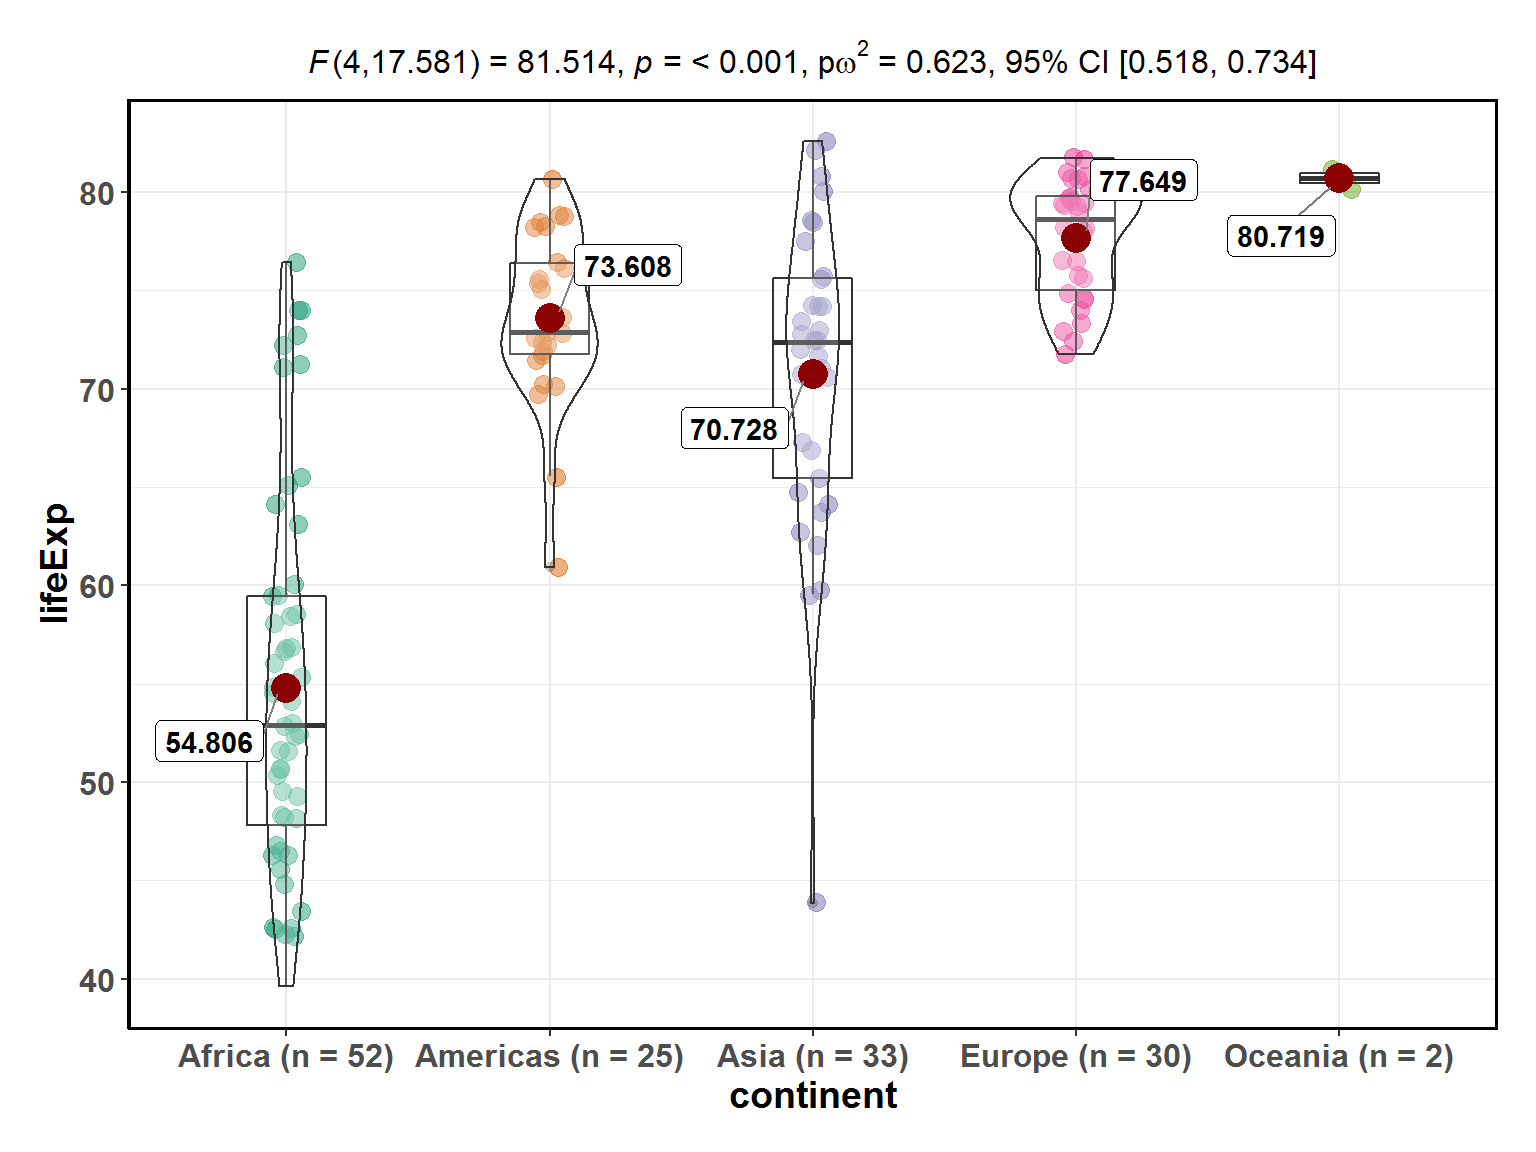 F(4,17.581) = 81.514, p = < 0.001, pω² = 0.623, 95% CI [0.518, 0.734]
lifeExp
80
70
60
50
40
54.806
73.608
70.728
77.649
80.719
Africa (n = 52) Americas (n = 25) Asia (n = 33) Europe (n = 30) Oceania (n = 2)
continent